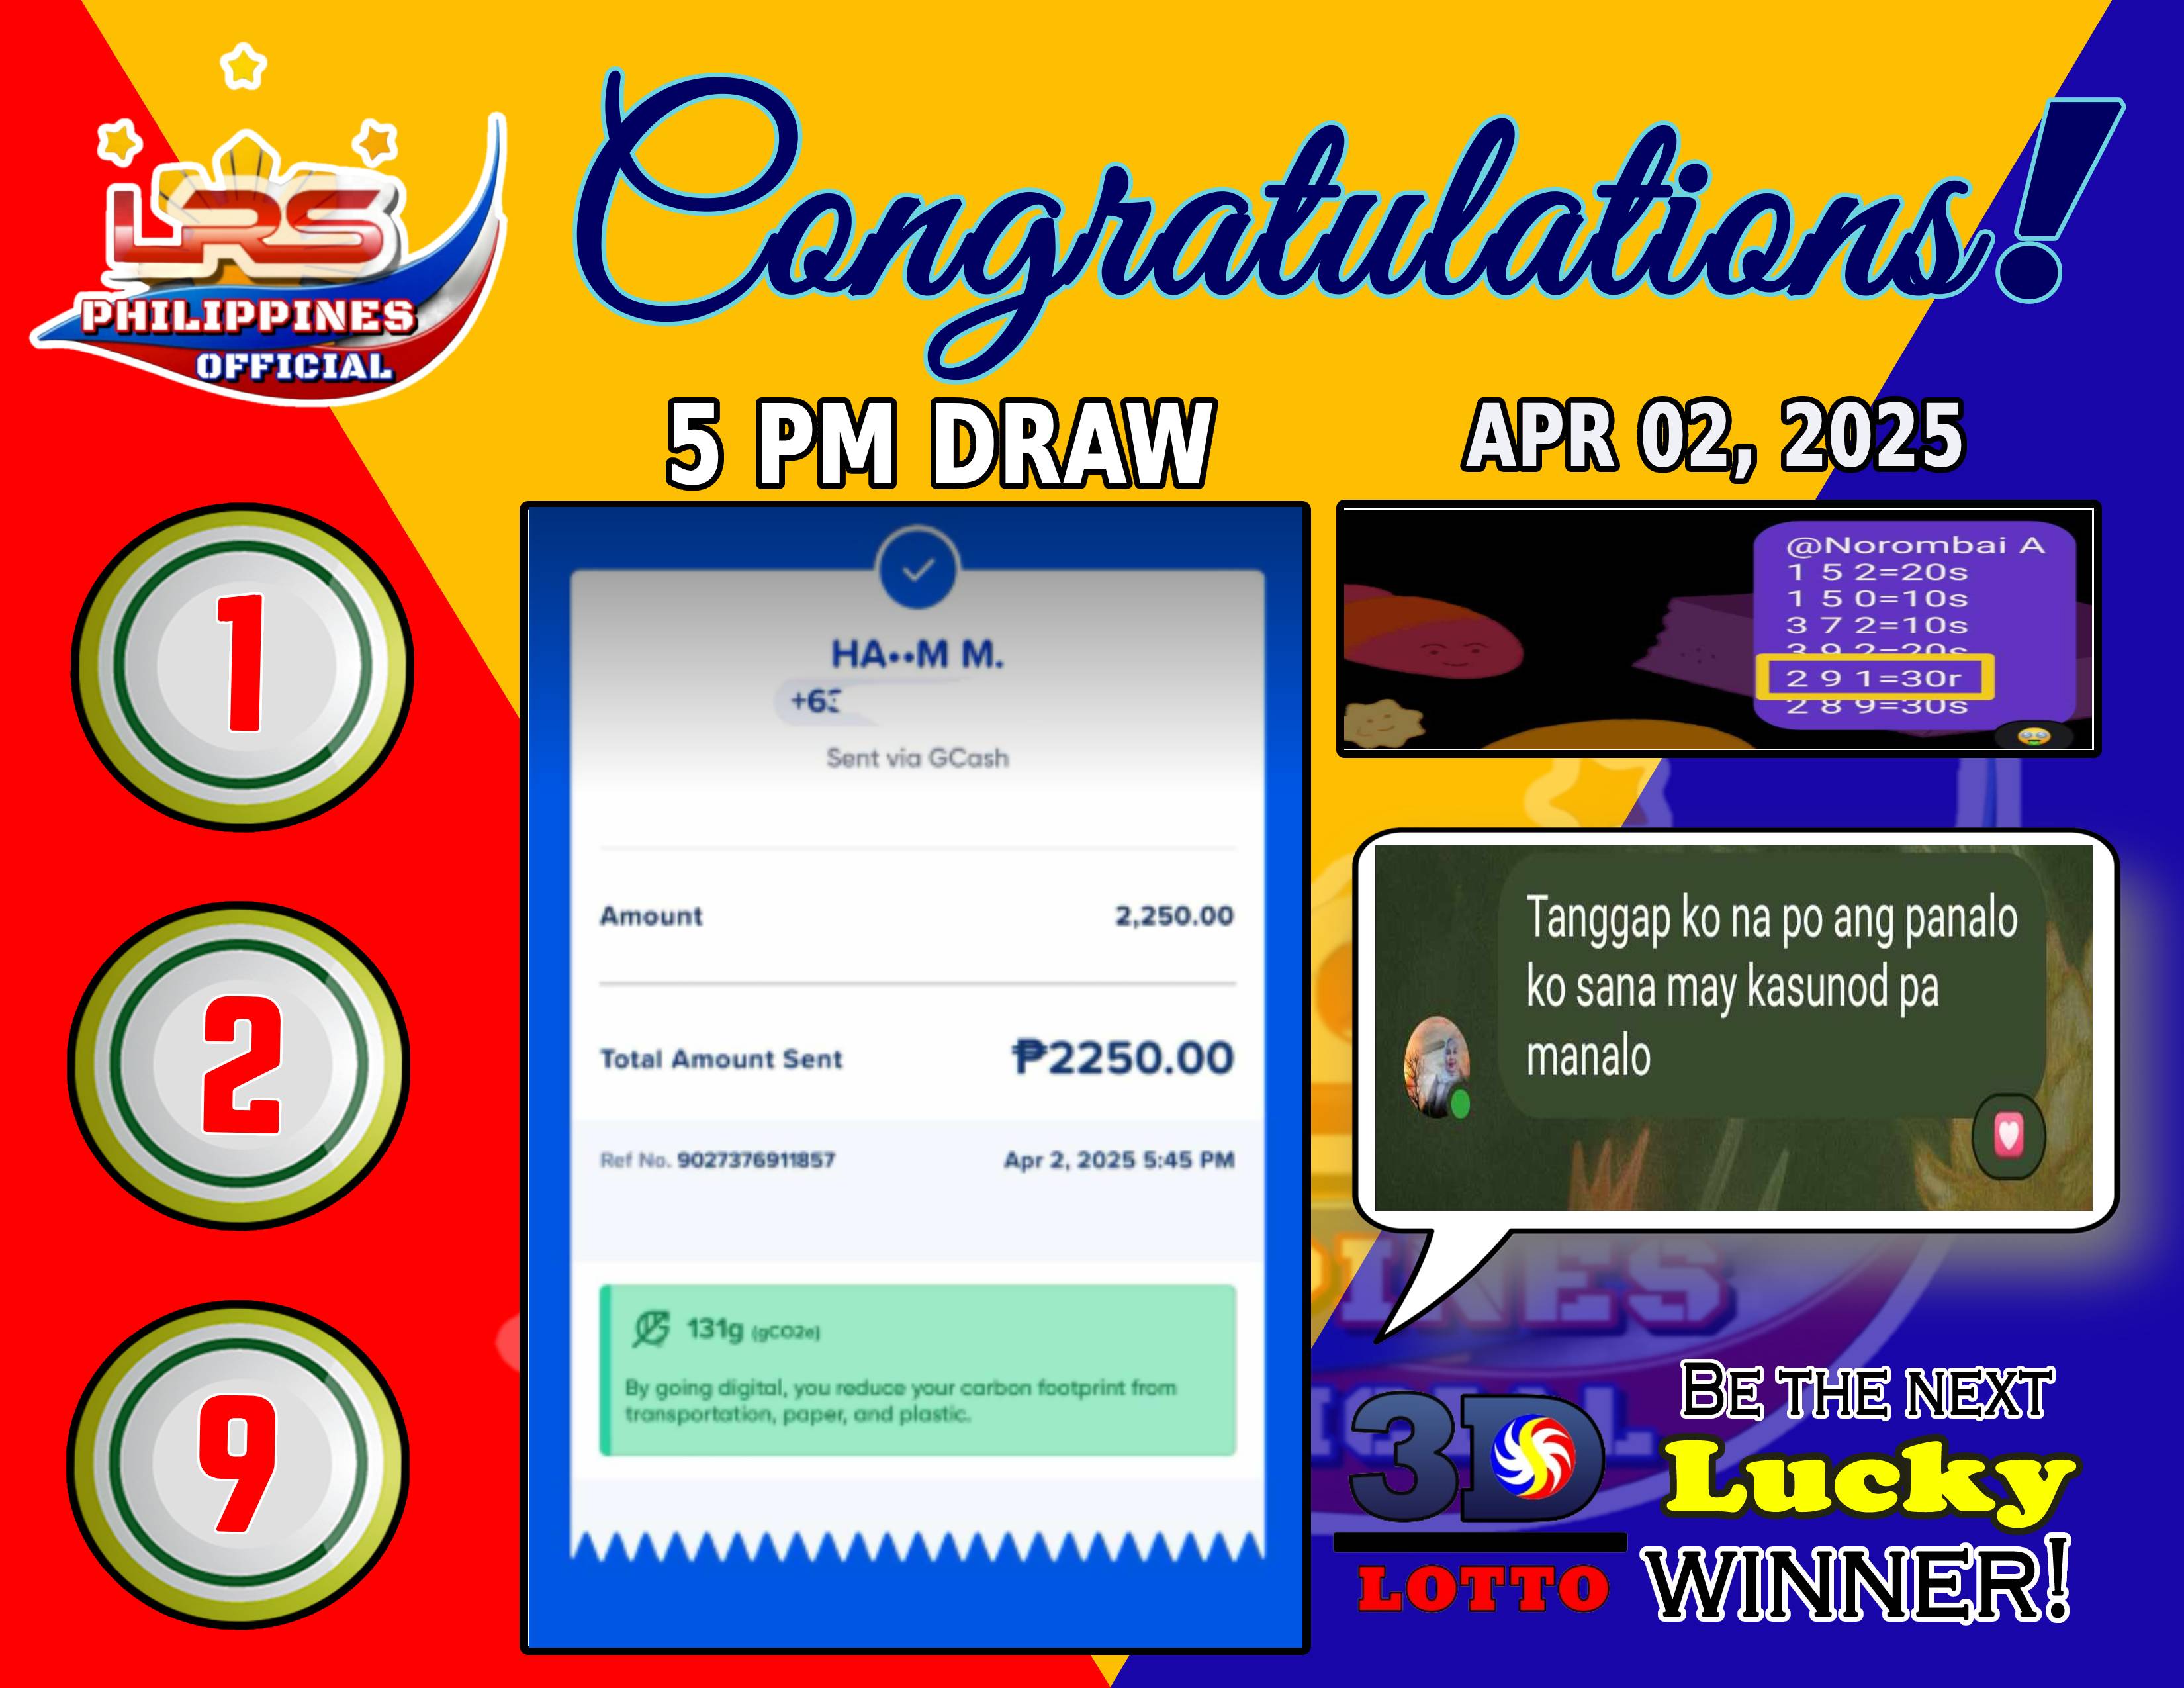 LRS
PHILIPPINES
OFFICIAL
Congratulations!
5 PM DRAW
APR 02, 2025
1
2
9
HA••M M.
+63
Sent via GCash
Amount 2,250.00
Total Amount Sent ₱2250.00
Ref No. 9027376911857 Apr 2, 2025 5:45 PM
131g (gCO2e)
By going digital, you reduce your carbon footprint from
transportation, paper, and plastic.
@Norombai A
1 5 2=20s
1 5 0=10s
3 7 2=10s
3 9 2=20s
2 9 1=30r
2 8 9=30s
Tanggap ko na po ang panalo
ko sana may kasunod pa
manalo
3D
LOTTO
BE THE NEXT
Lucky
WINNER!